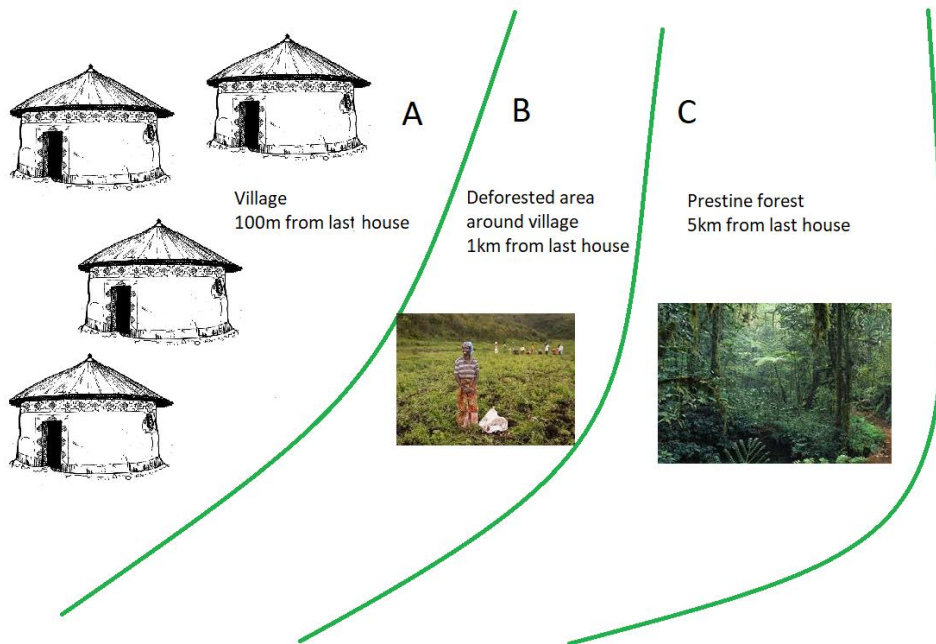 A
B
C
Village
100m from last house
Deforested area
around village
1km from last house
Prestine forest
5km from last house